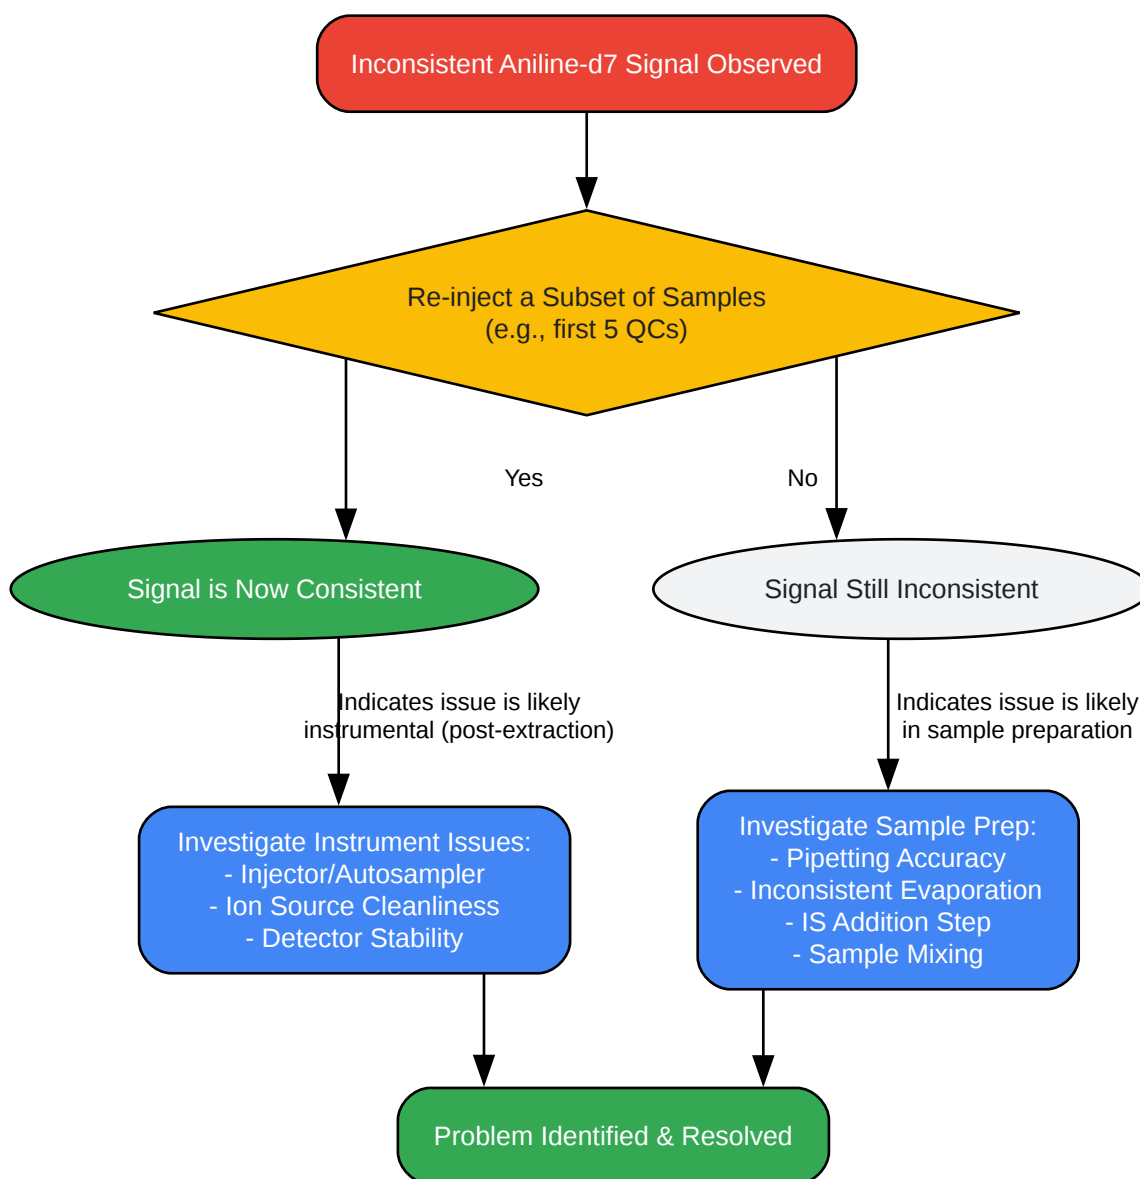 Inconsistent Aniline-d7 Signal Observed
Re-inject a Subset of Samples
(e.g., first 5 QCs)
Yes
No
Signal is Now Consistent
Signal Still Inconsistent
Indicates issue is likely
instrumental (post-extraction)
Indicates issue is likely
in sample preparation
Investigate Instrument Issues:
- Injector/Autosampler
- Ion Source Cleanliness
- Detector Stability
Investigate Sample Prep:
- Pipetting Accuracy
- Inconsistent Evaporation
- IS Addition Step
- Sample Mixing
Problem Identified & Resolved